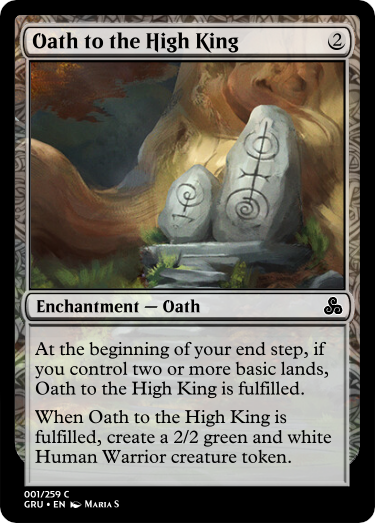 Oath to the High King 2
Enchantment — Oath
At the beginning of your end step, if
you control two or more basic lands,
Oath to the High King is fulfilled.
When Oath to the High King is
fulfilled, create a 2/2 green and white
Human Warrior creature token.
001/259 C
GRU • EN Maria S